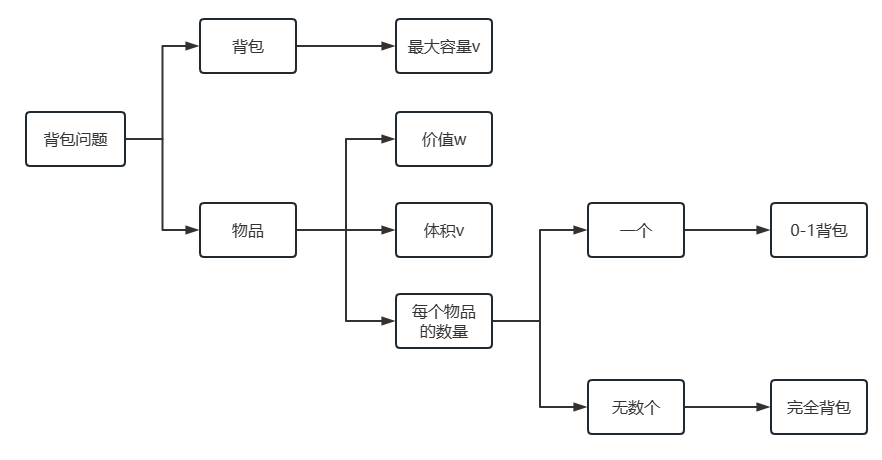 背包
最大容量v
背包问题
价值w
物品
体积v
一个
0-1背包
每个物品
的数量
无数个
完全背包